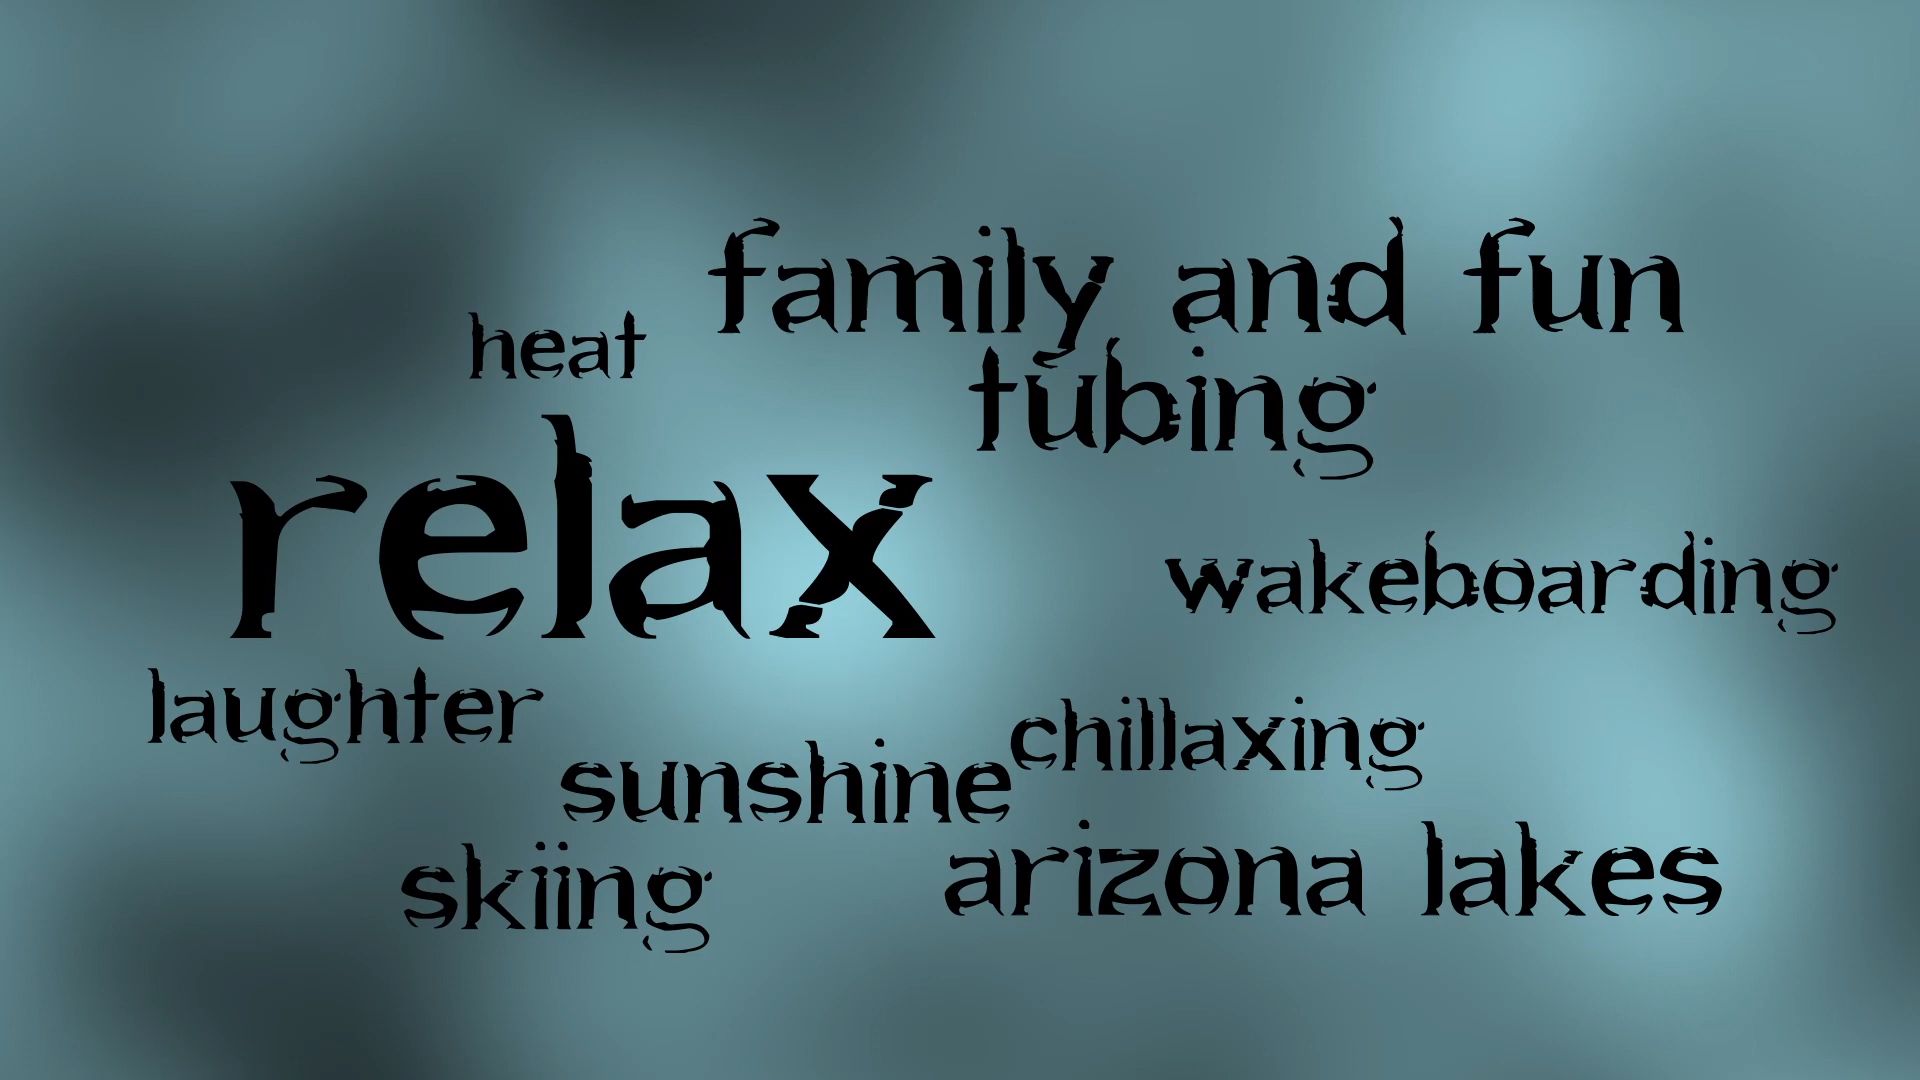 family and fun
heat
tubing
relax
wakeboarding
laughter
chillaxing
sunshine
skiing
arizona lakes